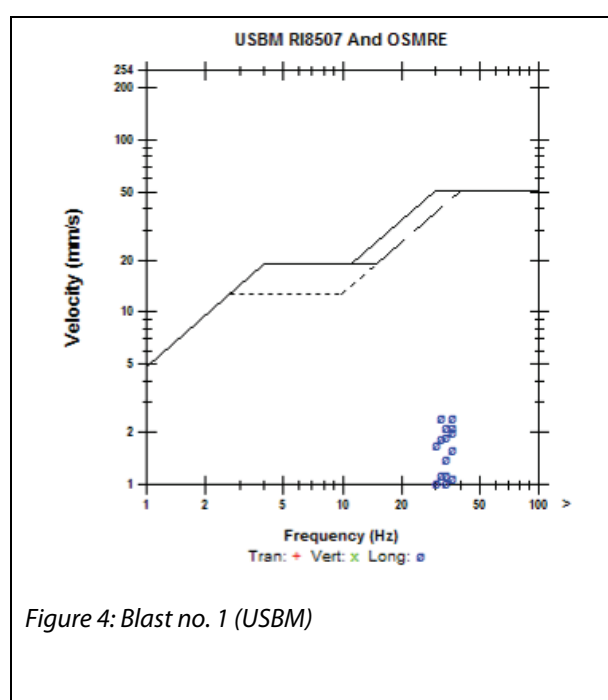 USBM RI8507 And OSMRE
254
200
100
50
20
10
5
2
1
Velocity (mm/s)
1 2 5 10 20 50 100 >
Frequency (Hz)
Tran: + Vert: x Long: ø
Figure 4: Blast no. 1 (USBM)